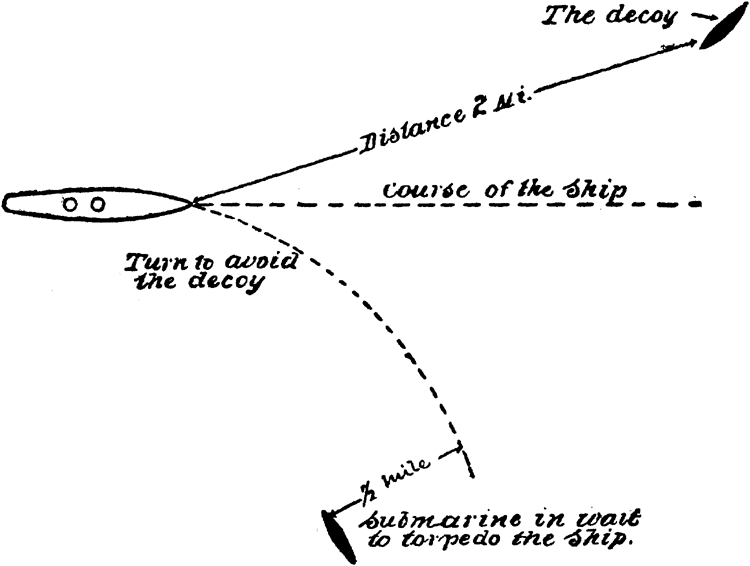 The decoy
Distance 2 Mi.
Course of the Ship
Turn to avoid
the decoy
1/2 mile
Submarine in wait
to torpedo the Ship.